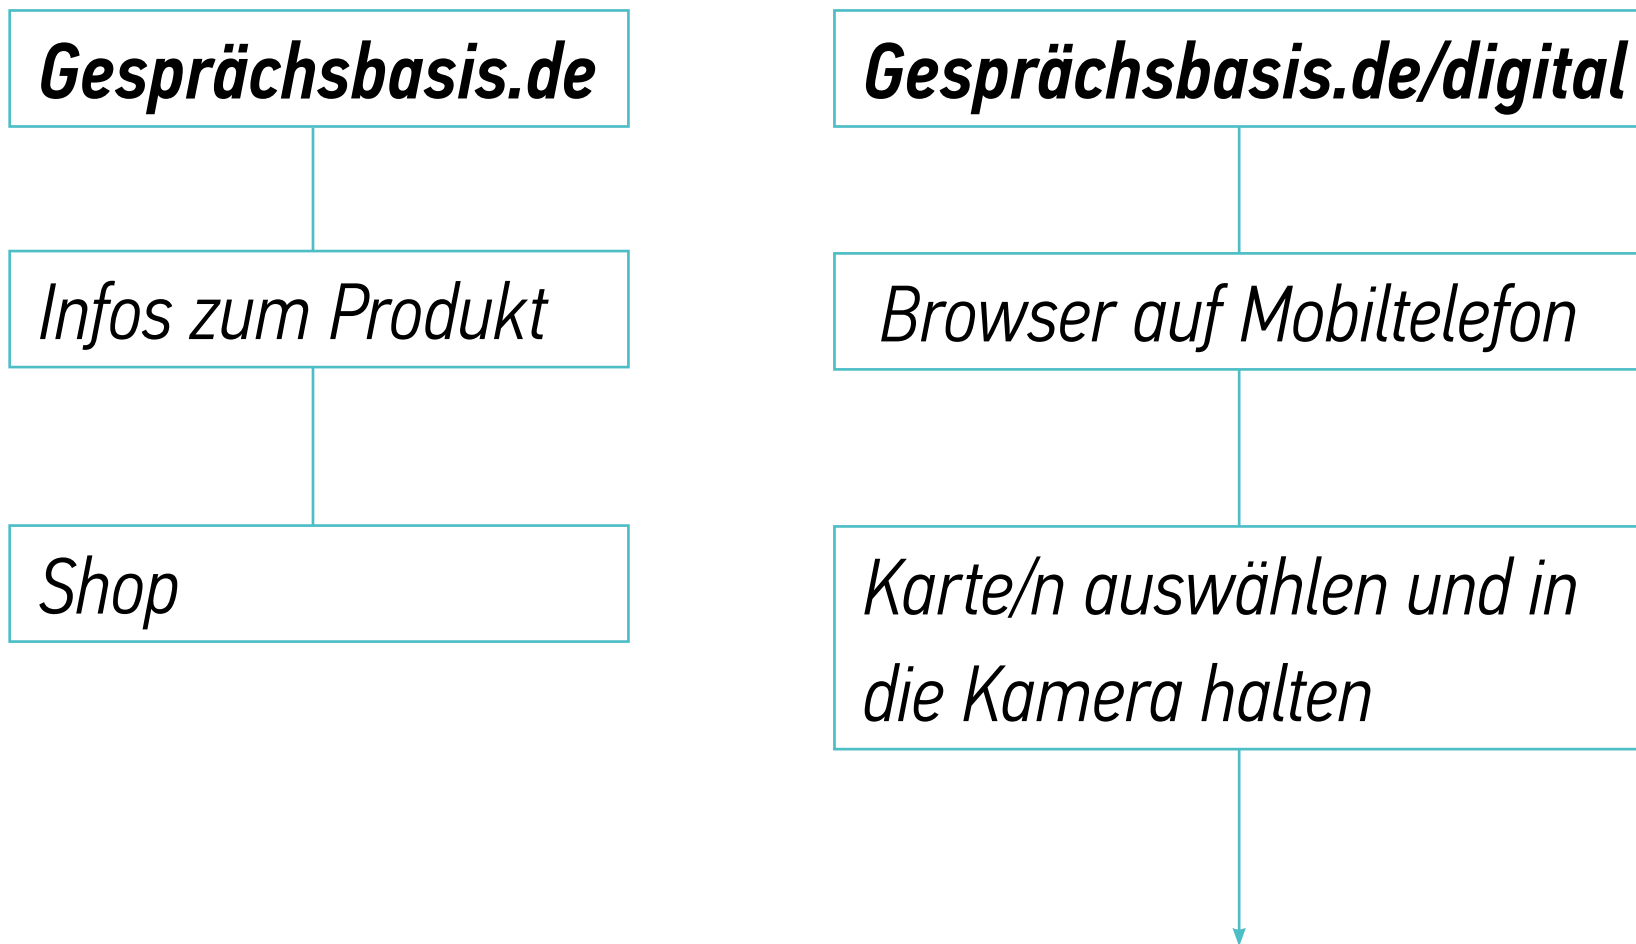 Gesprächsbasis.de
Infos zum Produkt
Shop
Gesprächsbasis.de/digital
Browser auf Mobiltelefon
Karte/n auswählen und in
die Kamera halten